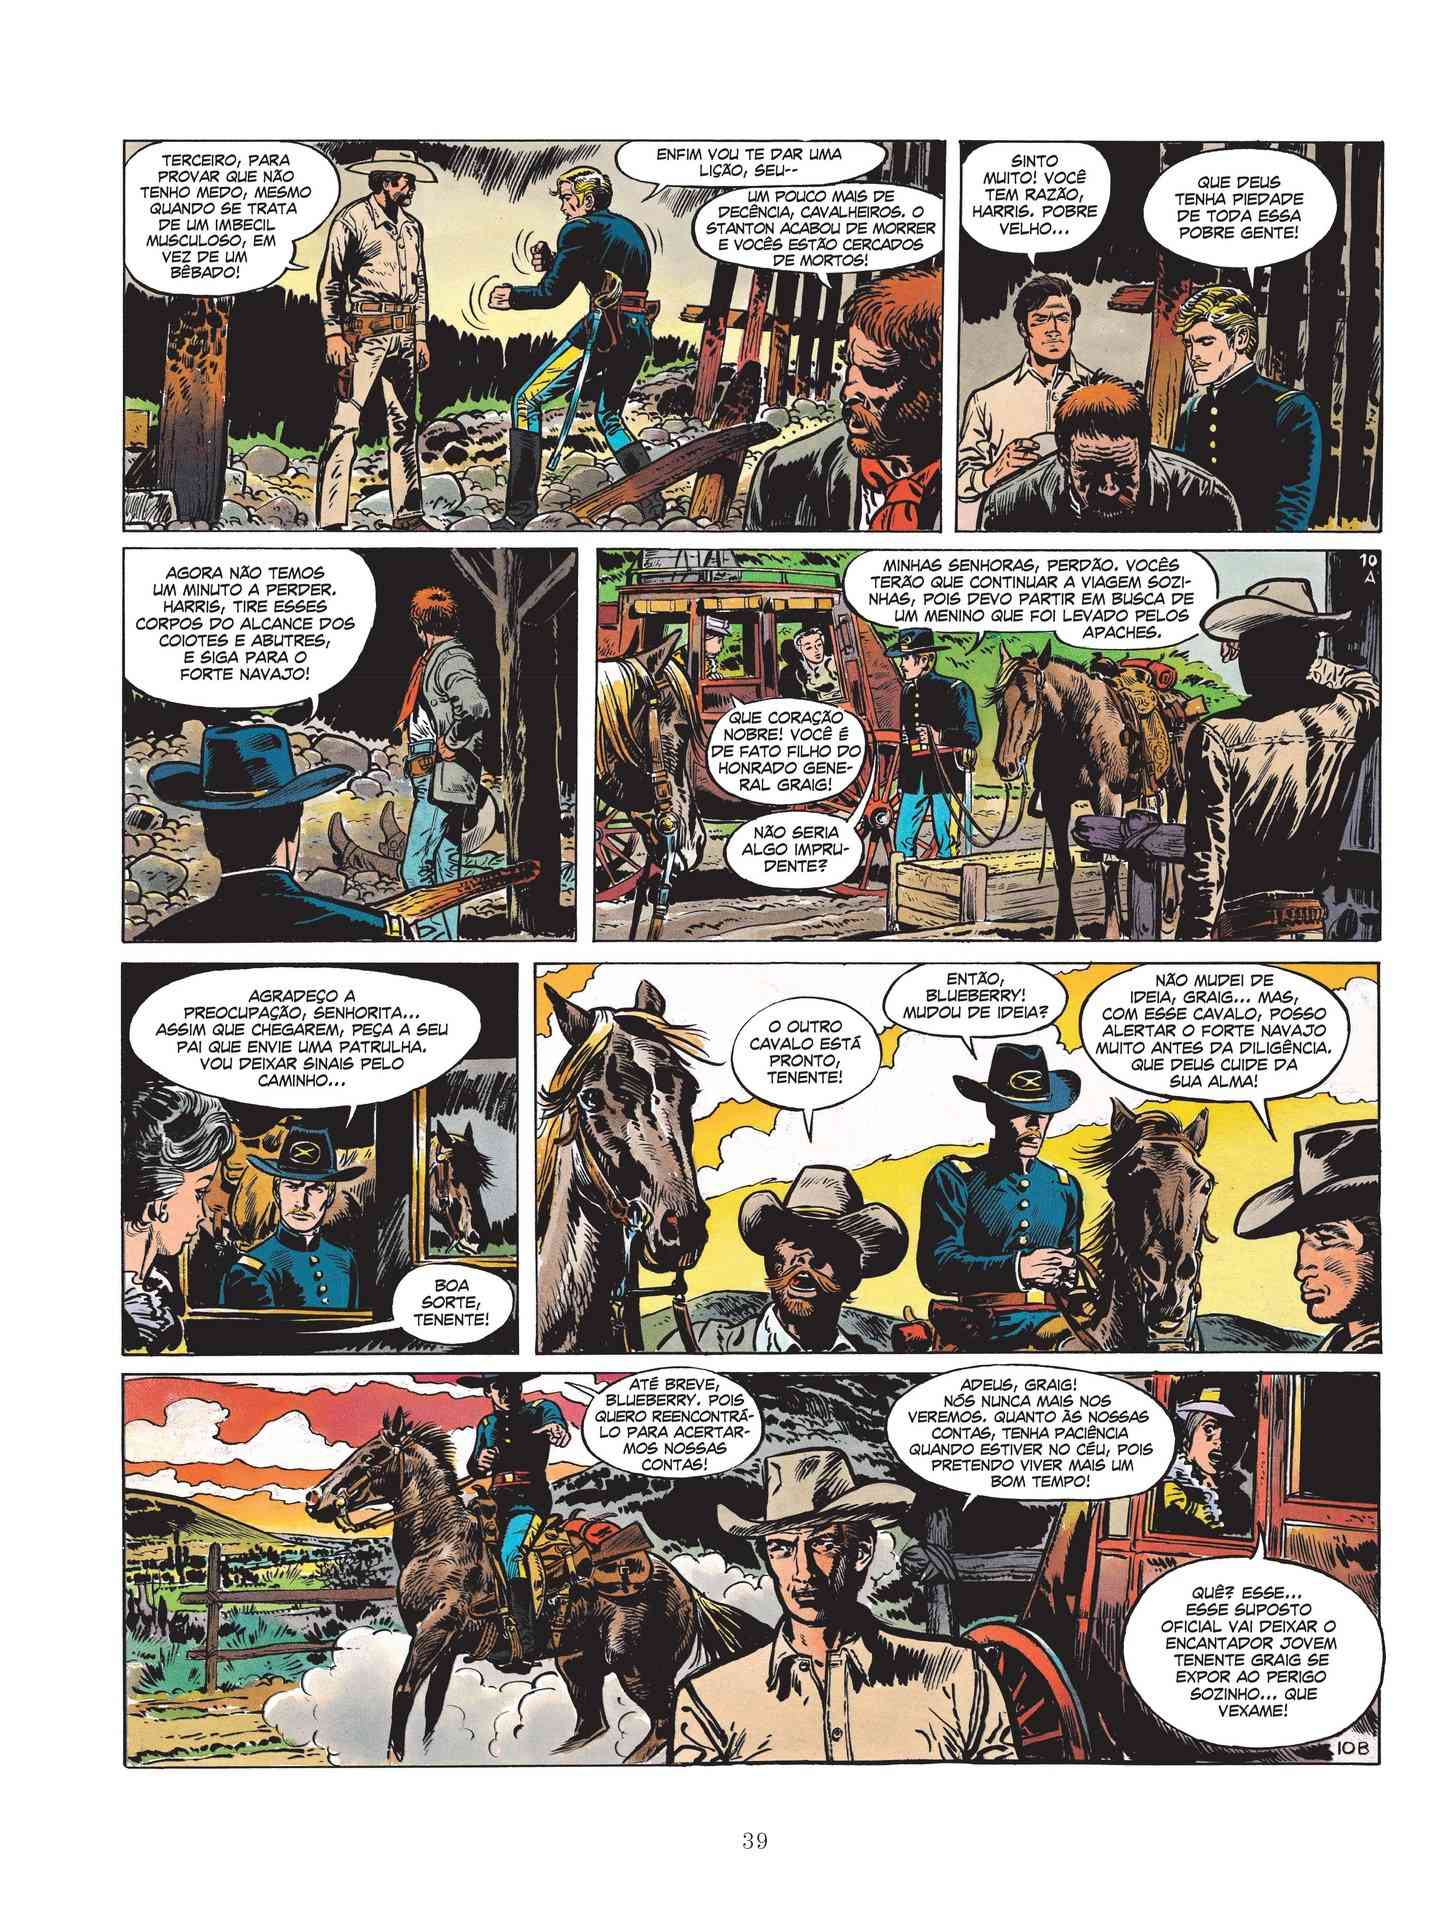 TERCEIRO, PARA
PROVAR QUE NÃO
TENHO MEDO, MESMO
QUANDO SE TRATA
DE UM IMBECIL
MUSCULOSO, EM
VEZ DE UM
BÊBADO!
ENFIM VOU TE DAR UMA
LIÇÃO, SEU--
UM POUCO MAIS DE
DECÊNCIA, CAVALHEIROS. O
STANTON ACABOU DE MORRER
E VOCÊS ESTÃO CERCADOS
DE MORTOS!
SINTO
MUITO! VOCÊ
TEM RAZÃO,
HARRIS. POBRE
VELHO...
QUE DEUS
TENHA PIEDADE
DE TODA ESSA
POBRE GENTE!
AGORA NÃO TEMOS
UM MINUTO A PERDER.
HARRIS, TIRE ESSES
CORPOS DO ALCANCE DOS
COIOTES E ABUTRES,
E SIGA PARA O
FORTE NAVAJO!
MINHAS SENHORAS, PERDÃO. VOCÊS
TERÃO QUE CONTINUAR A VIAGEM SOZI-
NHAS, POIS DEVO PARTIR EM BUSCA DE
UM MENINO QUE FOI LEVADO PELOS
APACHES.
10
A
QUE CORAÇÃO
NOBRE! VOCÊ É
DE FATO FILHO DO
HONRADO GENE-
RAL GRAIG!
NÃO SERIA
ALGO IMPRU-
DENTE?
AGRADEÇO A
PREOCUPAÇÃO, SENHORITA...
ASSIM QUE CHEGAREM, PEÇA A SEU
PAI QUE ENVIE UMA PATRULHA.
VOU DEIXAR SINAIS PELO
CAMINHO...
BOA
SORTE,
TENENTE!
O OUTRO
CAVALO ESTÁ
PRONTO,
TENENTE!
ENTÃO,
BLUEBERRY!
MUDOU DE IDEIA?
NÃO MUDEI DE
IDEIA, GRAIG... MAS,
COM ESSE CAVALO, POSSO
ALERTAR O FORTE NAVAJO
MUITO ANTES DA DILIGÊNCIA.
QUE DEUS CUIDE DA
SUA ALMA!
ATÉ BREVE,
BLUEBERRY. POIS
QUERO REENCONTRÁ-
LO PARA ACERTAR-
MOS NOSSAS
CONTAS!
ADEUS, GRAIG!
NÓS NUNCA MAIS NOS
VEREMOS. QUANTO ÀS NOSSAS
CONTAS, TENHA PACIÊNCIA
QUANDO ESTIVER NO CÉU, POIS
PRETENDO VIVER MAIS UM
BOM TEMPO!
QUÊ? ESSE...
ESSE SUPOSTO
OFICIAL VAI DEIXAR O
ENCANTADOR JOVEM
TENENTE GRAIG SE
EXPOR AO PERIGO
SOZINHO... QUE
VEXAME!
10B
39